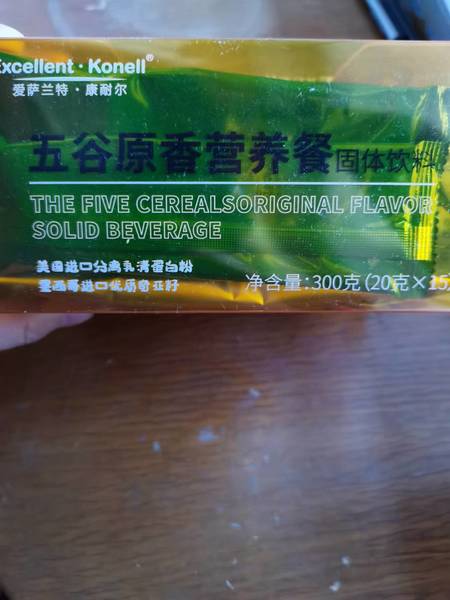 Excellent · Konell®
爱萨兰特 · 康耐尔
五谷原香营养餐固体饮料
THE FIVE CEREALSORIGINAL FLAVOR
SOLID BEVERAGE
美国进口分离乳清蛋白粉
墨西哥进口优质奇亚籽
净含量:300克(20克×15